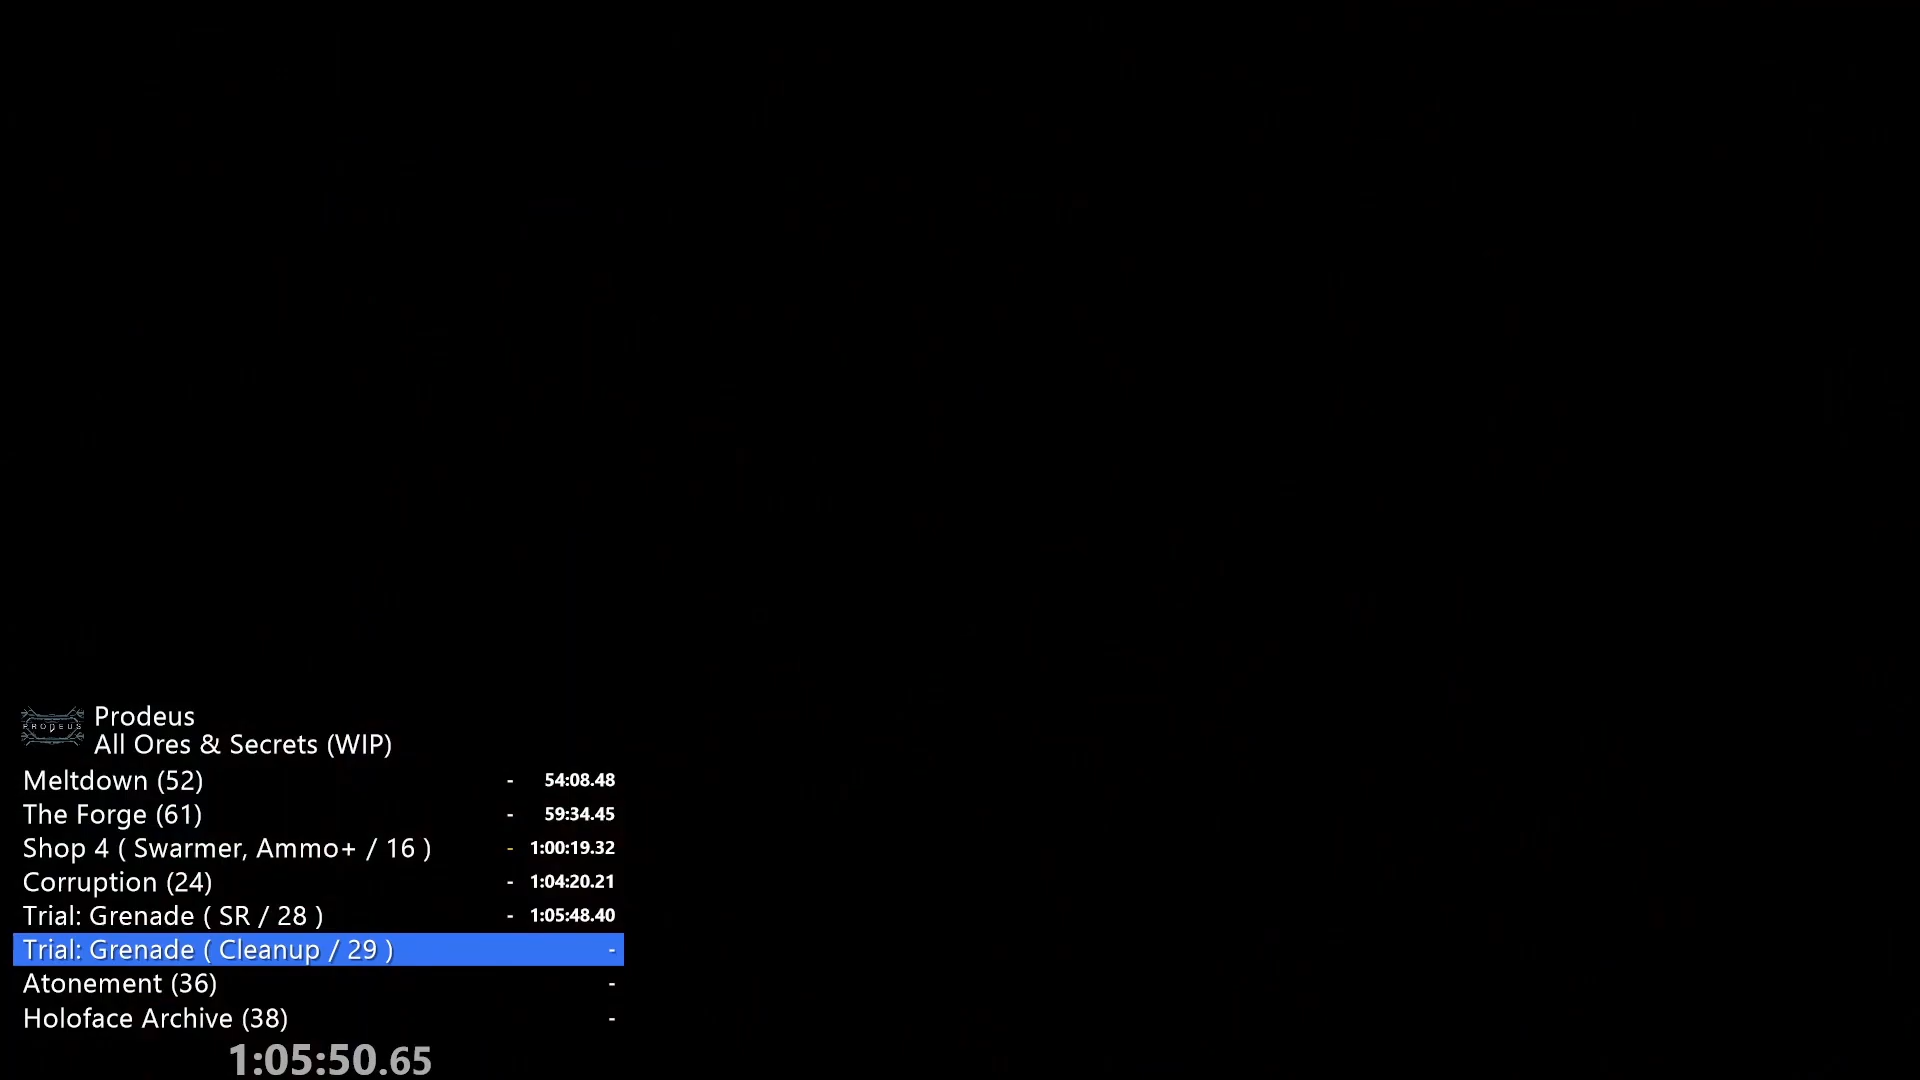 PRODEUS
Prodeus
All Ores & Secrets (WIP)
Meltdown (52) - 54:08.48
The Forge (61) - 59:34.45
Shop 4 ( Swarmer, Ammo+ / 16 ) - 1:00:19.32
Corruption (24) - 1:04:20.21
Trial: Grenade ( SR / 28 ) - 1:05:48.40
Trial: Grenade ( Cleanup / 29 ) -
Atonement (36) -
Holoface Archive (38) -
1:05:50.65